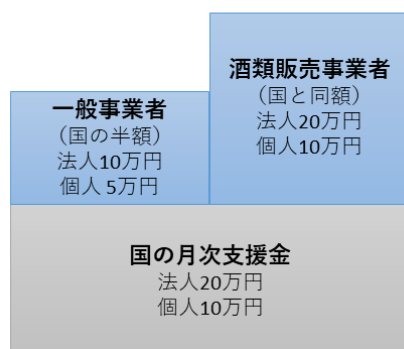 一般事業者
（国の半額）
法人10万円
個人 5万円
酒類販売事業者
（国と同額）
法人20万円
個人10万円
国の月次支援金
法人20万円
個人10万円